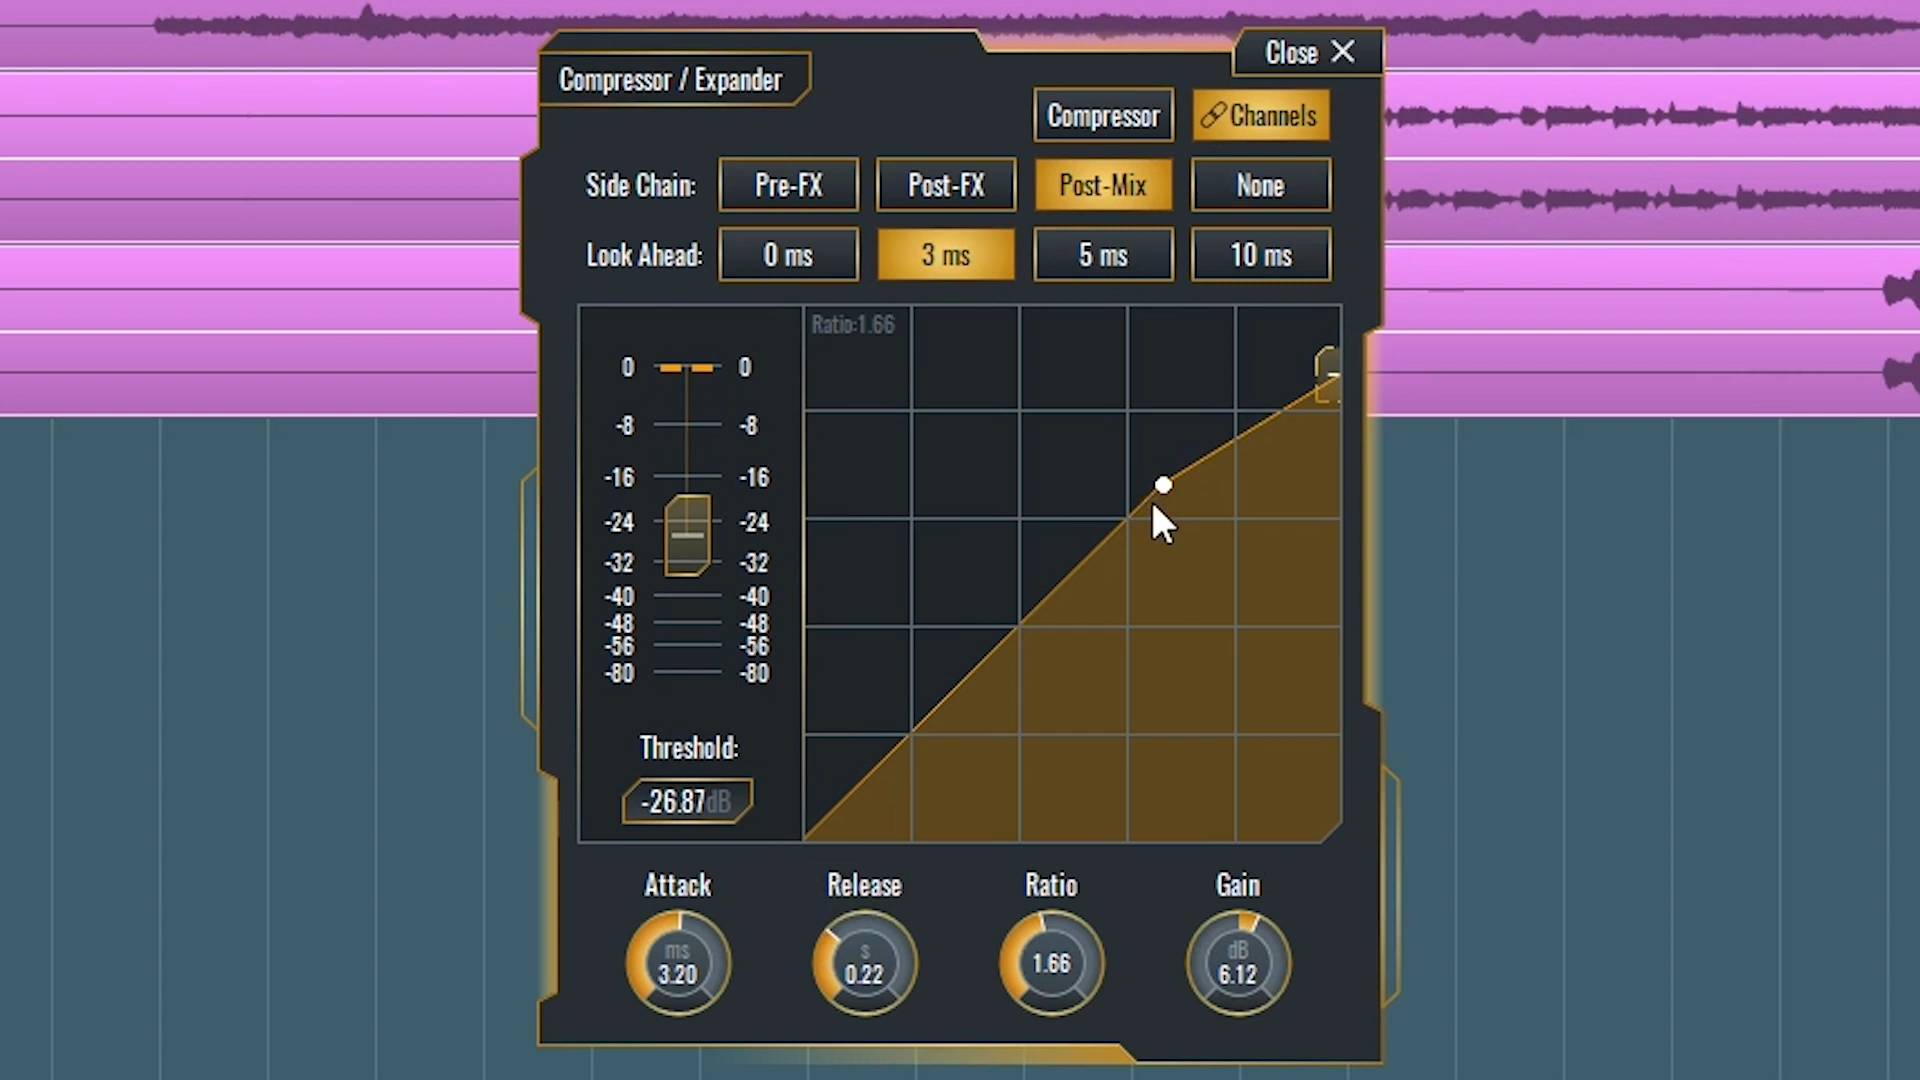 Close
Compressor / Expander
Compressor
Channels
Side Chain:
Pre-FX
Post-FX
Post-Mix
None
Look Ahead:
0 ms
3 ms
5 ms
10 ms
Ratio:1.66
0 0
-8 -8
-16 -16
-24 -24
-32 -32
-40 -40
-48 -48
-56 -56
-80 -80
Threshold:
-26.87dB
Attack
Release
Ratio
Gain
ms
3.20
s
0.22
1.66
dB
6.12